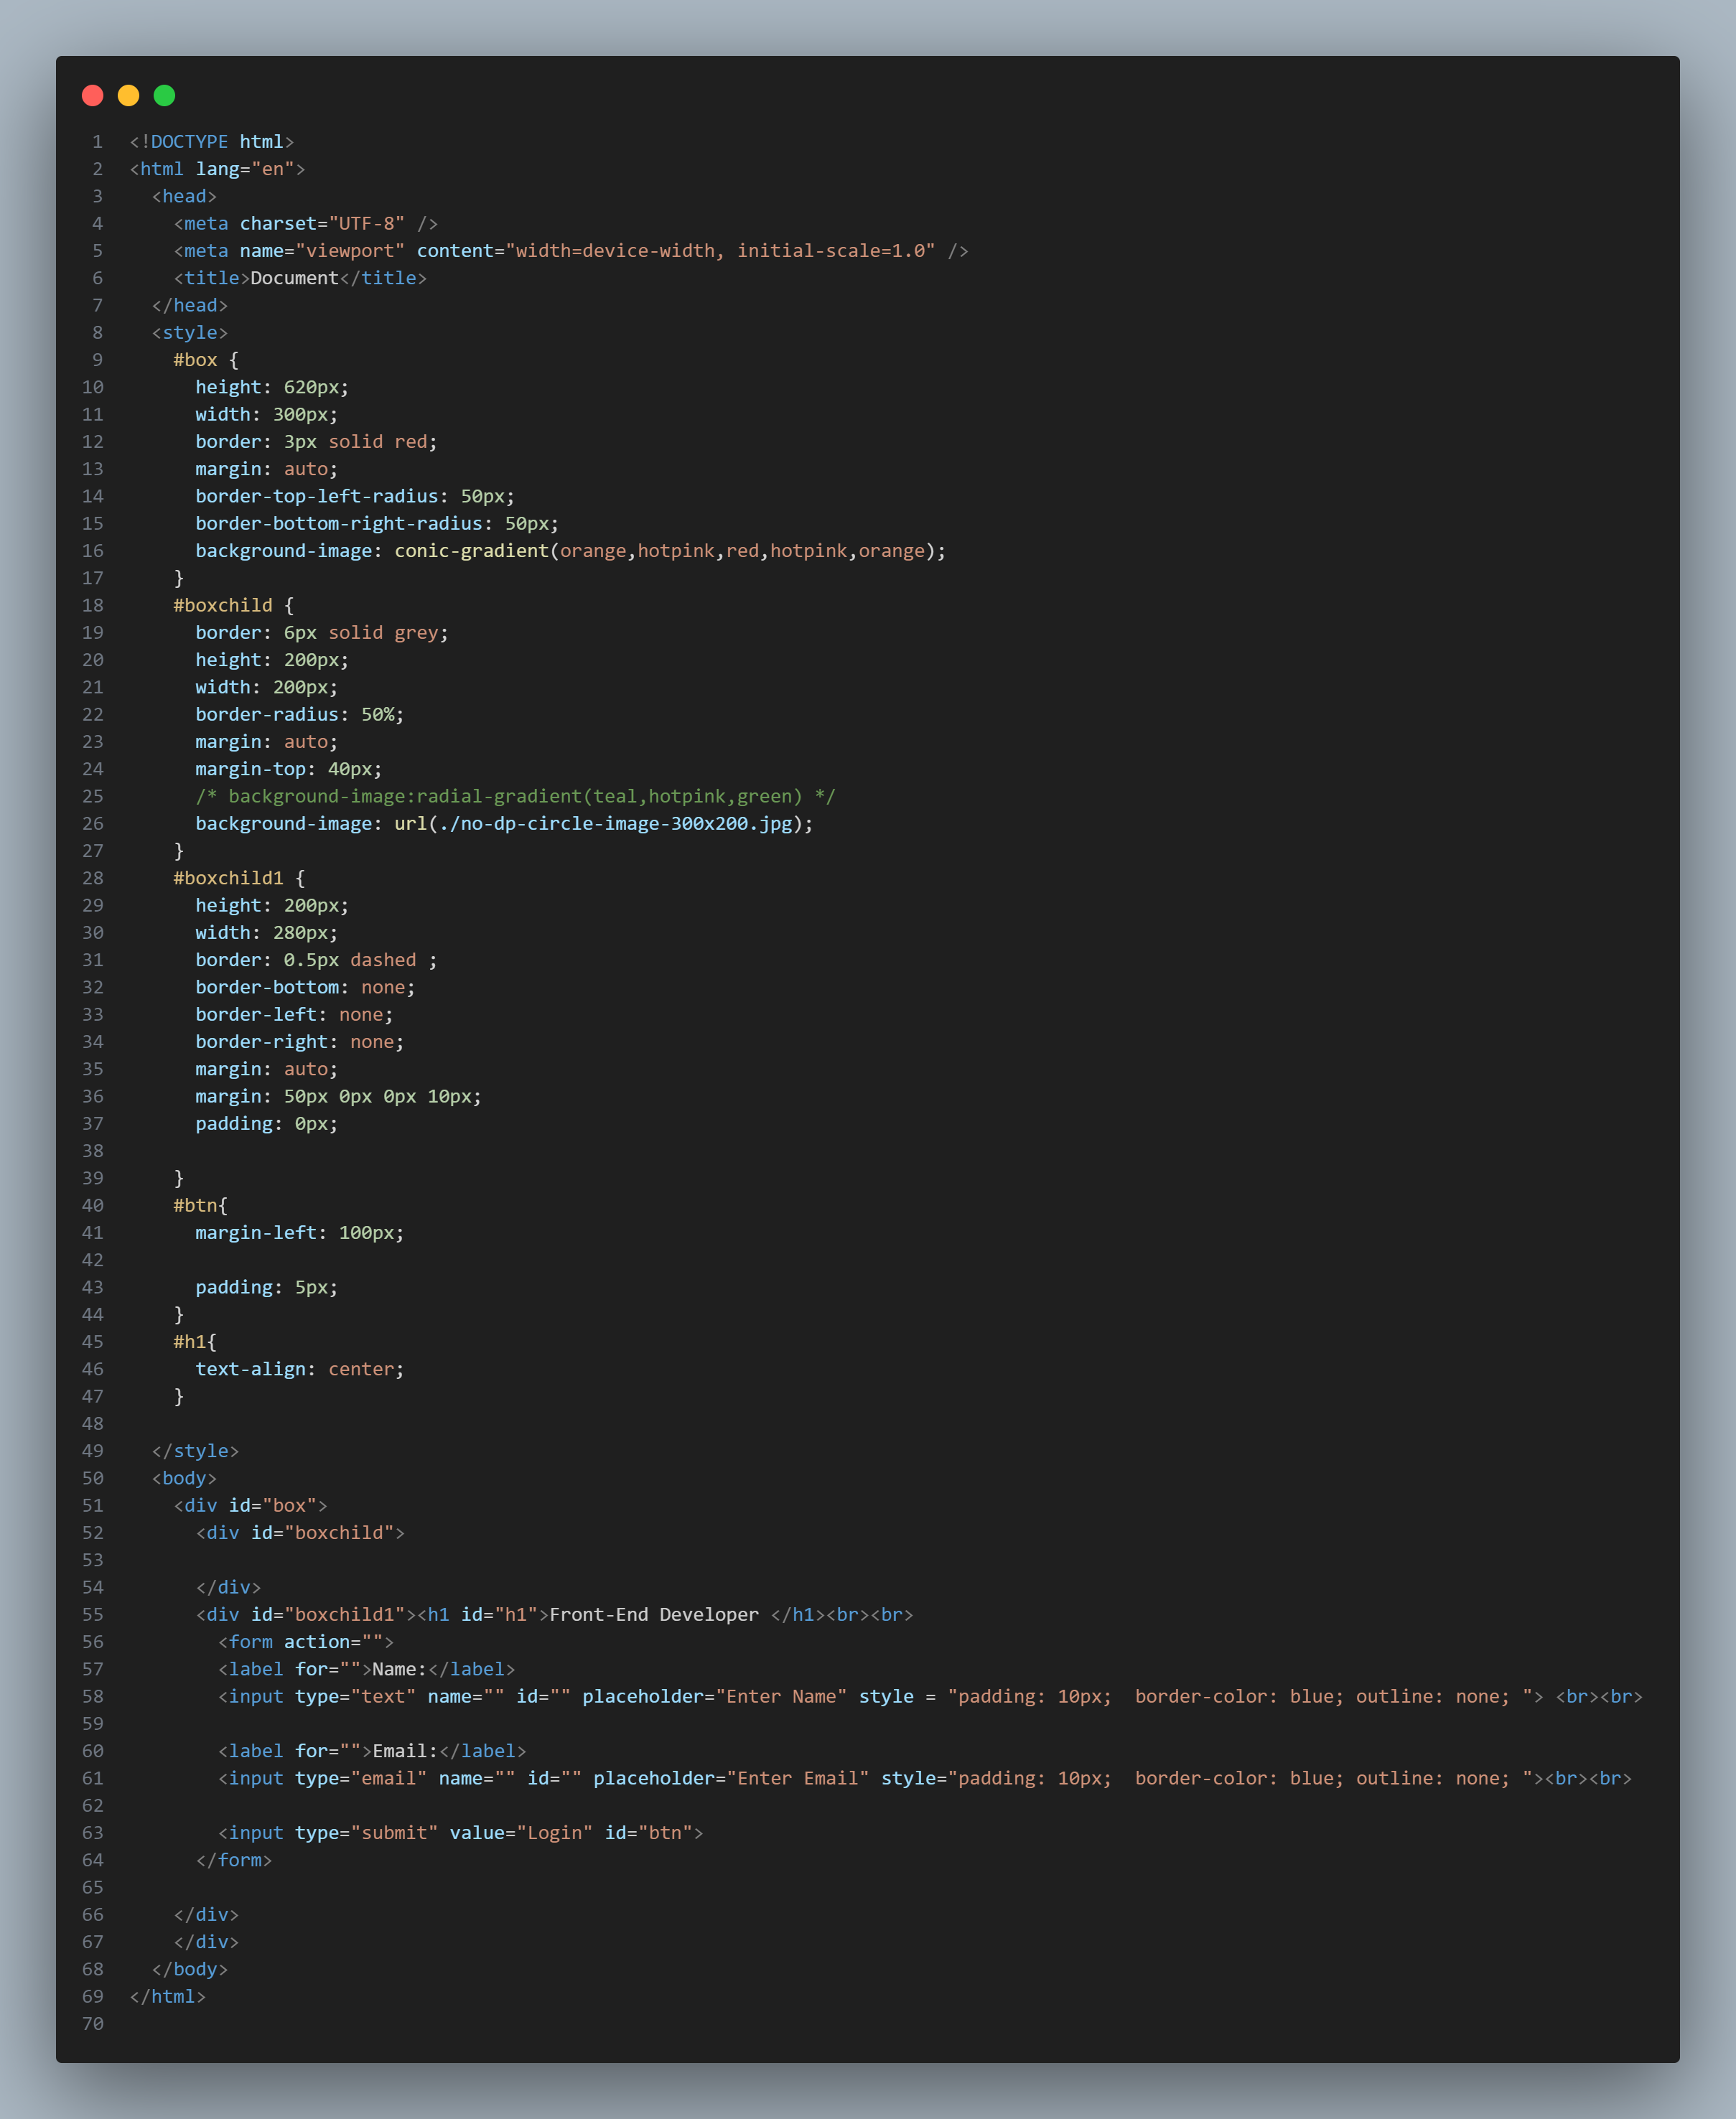 1 <!DOCTYPE html>
2 <html lang="en">
3   <head>
4     <meta charset="UTF-8" />
5     <meta name="viewport" content="width=device-width, initial-scale=1.0" />
6     <title>Document</title>
7   </head>
8   <style>
9     #box {
10       height: 620px;
11       width: 300px;
12       border: 3px solid red;
13       margin: auto;
14       border-top-left-radius: 50px;
15       border-bottom-right-radius: 50px;
16       background-image: conic-gradient(orange,hotpink,red,hotpink,orange);
17     }
18     #boxchild {
19       border: 6px solid grey;
20       height: 200px;
21       width: 200px;
22       border-radius: 50%;
23       margin: auto;
24       margin-top: 40px;
25       /* background-image:radial-gradient(teal,hotpink,green) */
26       background-image: url(./no-dp-circle-image-300x200.jpg);
27     }
28     #boxchild1 {
29       height: 200px;
30       width: 280px;
31       border: 0.5px dashed ;
32       border-bottom: none;
33       border-left: none;
34       border-right: none;
35       margin: auto;
36       margin: 50px 0px 0px 10px;
37       padding: 0px;
38
39     }
40     #btn{
41       margin-left: 100px;
42
43       padding: 5px;
44     }
45     #h1{
46       text-align: center;
47     }
48
49   </style>
50   <body>
51     <div id="box">
52       <div id="boxchild">
53
54       </div>
55       <div id="boxchild1"><h1 id="h1">Front-End Developer </h1><br><br>
56         <form action="">
57         <label for="">Name:</label>
58         <input type="text" name="" id="" placeholder="Enter Name" style = "padding: 10px;  border-color: blue; outline: none; "> <br><br>
59
60         <label for="">Email:</label>
61         <input type="email" name="" id="" placeholder="Enter Email" style="padding: 10px;  border-color: blue; outline: none; "><br><br>
62
63         <input type="submit" value="Login" id="btn">
64       </form>
65
66     </div>
67     </div>
68   </body>
69 </html>
70